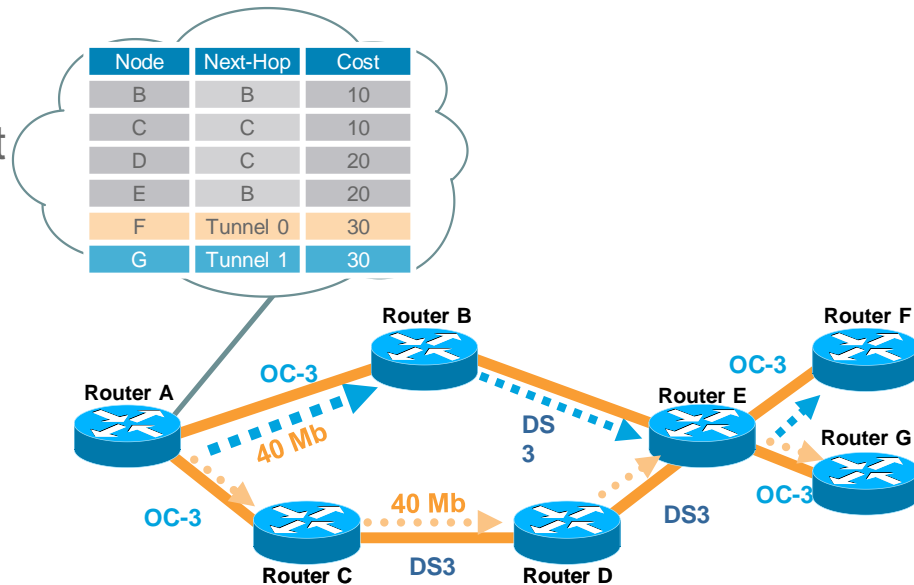 Node Next-Hop Cost
B B 10
C C 10
t
D C 20
E B 20
F Tunnel 0 30
G Tunnel 1 30
Router B
Router F
OC-3
OC-3
Router A
Router E
40 Mb
DS
3
Router G
OC-3
40 Mb
OC-3
DS3
DS3
Router C
Router D